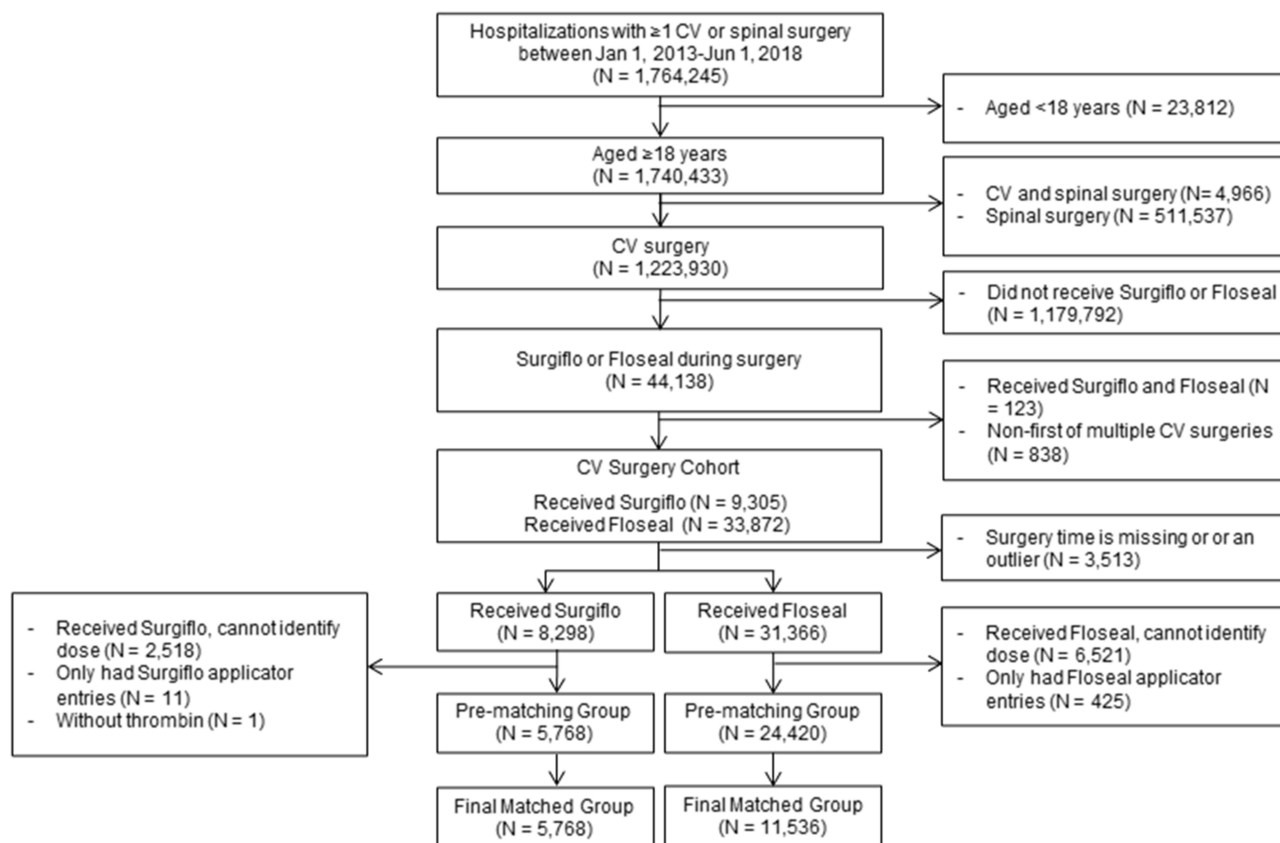 Hospitalizations with ≥1 CV or spinal surgery
between Jan 1, 2013-Jun 1, 2018
(N = 1,764,245)
- Aged <18 years (N = 23,812)
Aged ≥18 years
(N = 1,740,433)
- CV and spinal surgery (N= 4,966)
- Spinal surgery (N = 511,537)
CV surgery
(N = 1,223,930)
- Did not receive Surgiflo or Floseal
(N = 1,179,792)
Surgiflo or Floseal during surgery
(N = 44,138)
- Received Surgiflo and Floseal (N
= 123)
- Non-first of multiple CV surgeries
(N = 838)
CV Surgery Cohort
Received Surgiflo (N = 9,305)
Received Floseal (N = 33,872)
- Surgery time is missing or or an
outlier (N = 3,513)
Received Surgiflo
(N = 8,298)
Received Floseal
(N = 31,366)
- Received Surgiflo, cannot identify
dose (N = 2,518)
- Only had Surgiflo applicator
entries (N = 11)
- Without thrombin (N = 1)
- Received Floseal, cannot identify
dose (N = 6,521)
- Only had Floseal applicator
entries (N = 425)
Pre-matching Group
(N = 5,768)
Pre-matching Group
(N = 24,420)
Final Matched Group
(N = 5,768)
Final Matched Group
(N = 11,536)